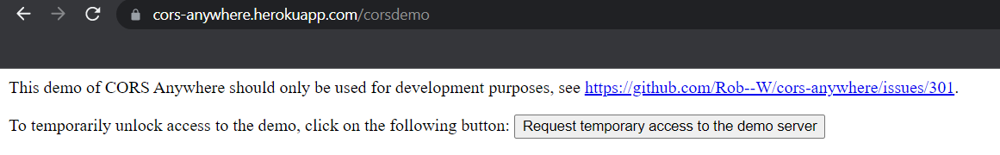 cors-anywhere.herokuapp.com/corsdemo
This demo of CORS Anywhere should only be used for development purposes, see https://github.com/Rob--W/cors-anywhere/issues/301.
To temporarily unlock access to the demo, click on the following button: Request temporary access to the demo server